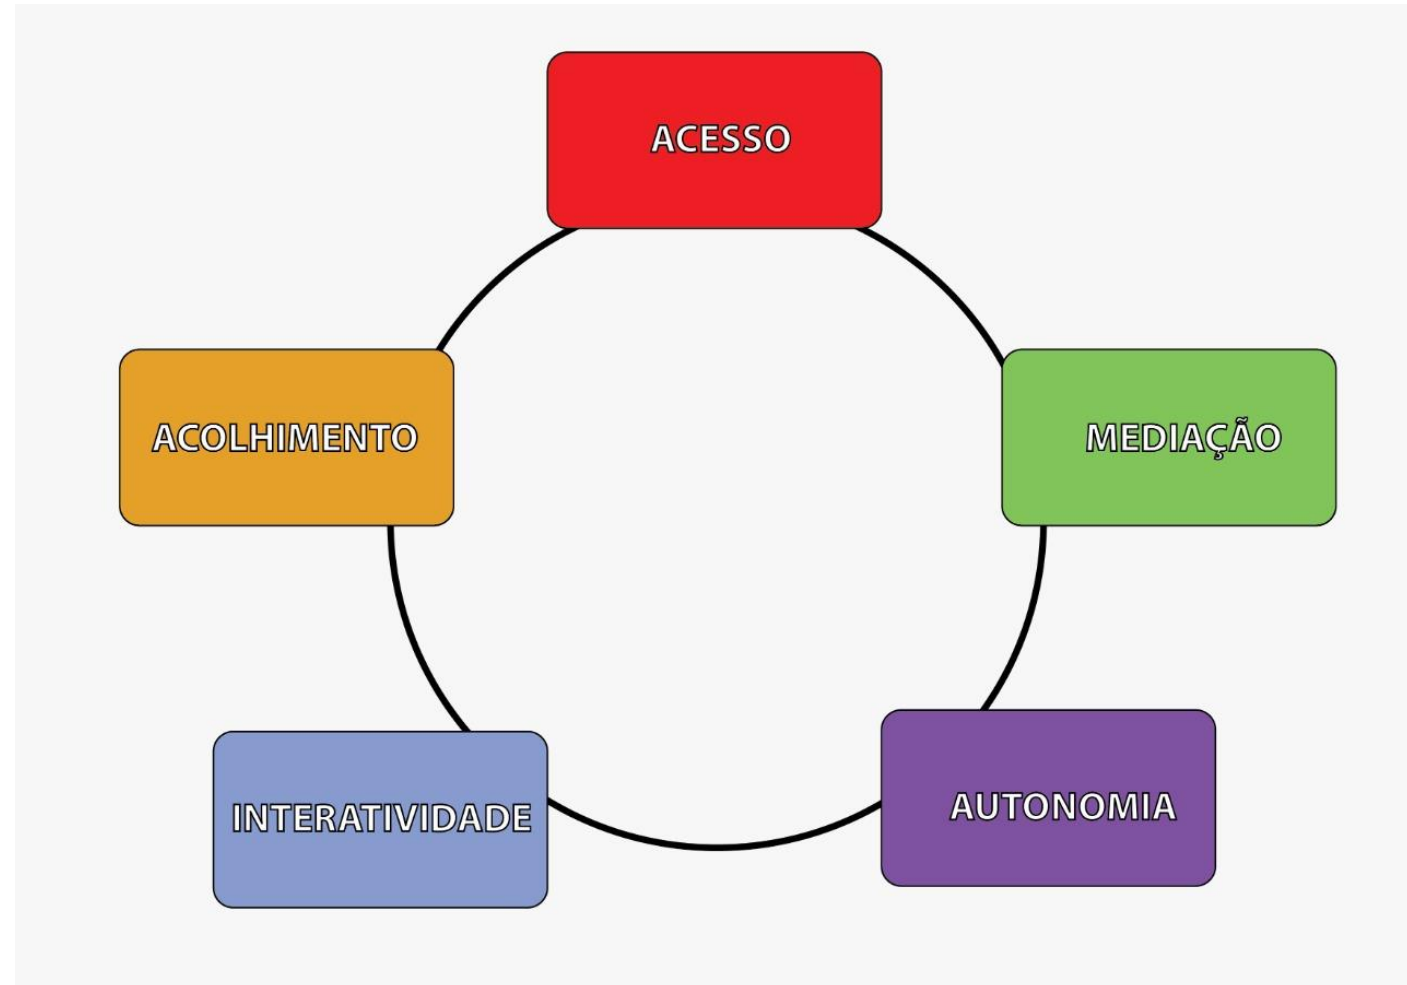 ACESSO
ACOLHIMENTO
MEDIAÇÃO
INTERATIVIDADE
AUTONOMIA